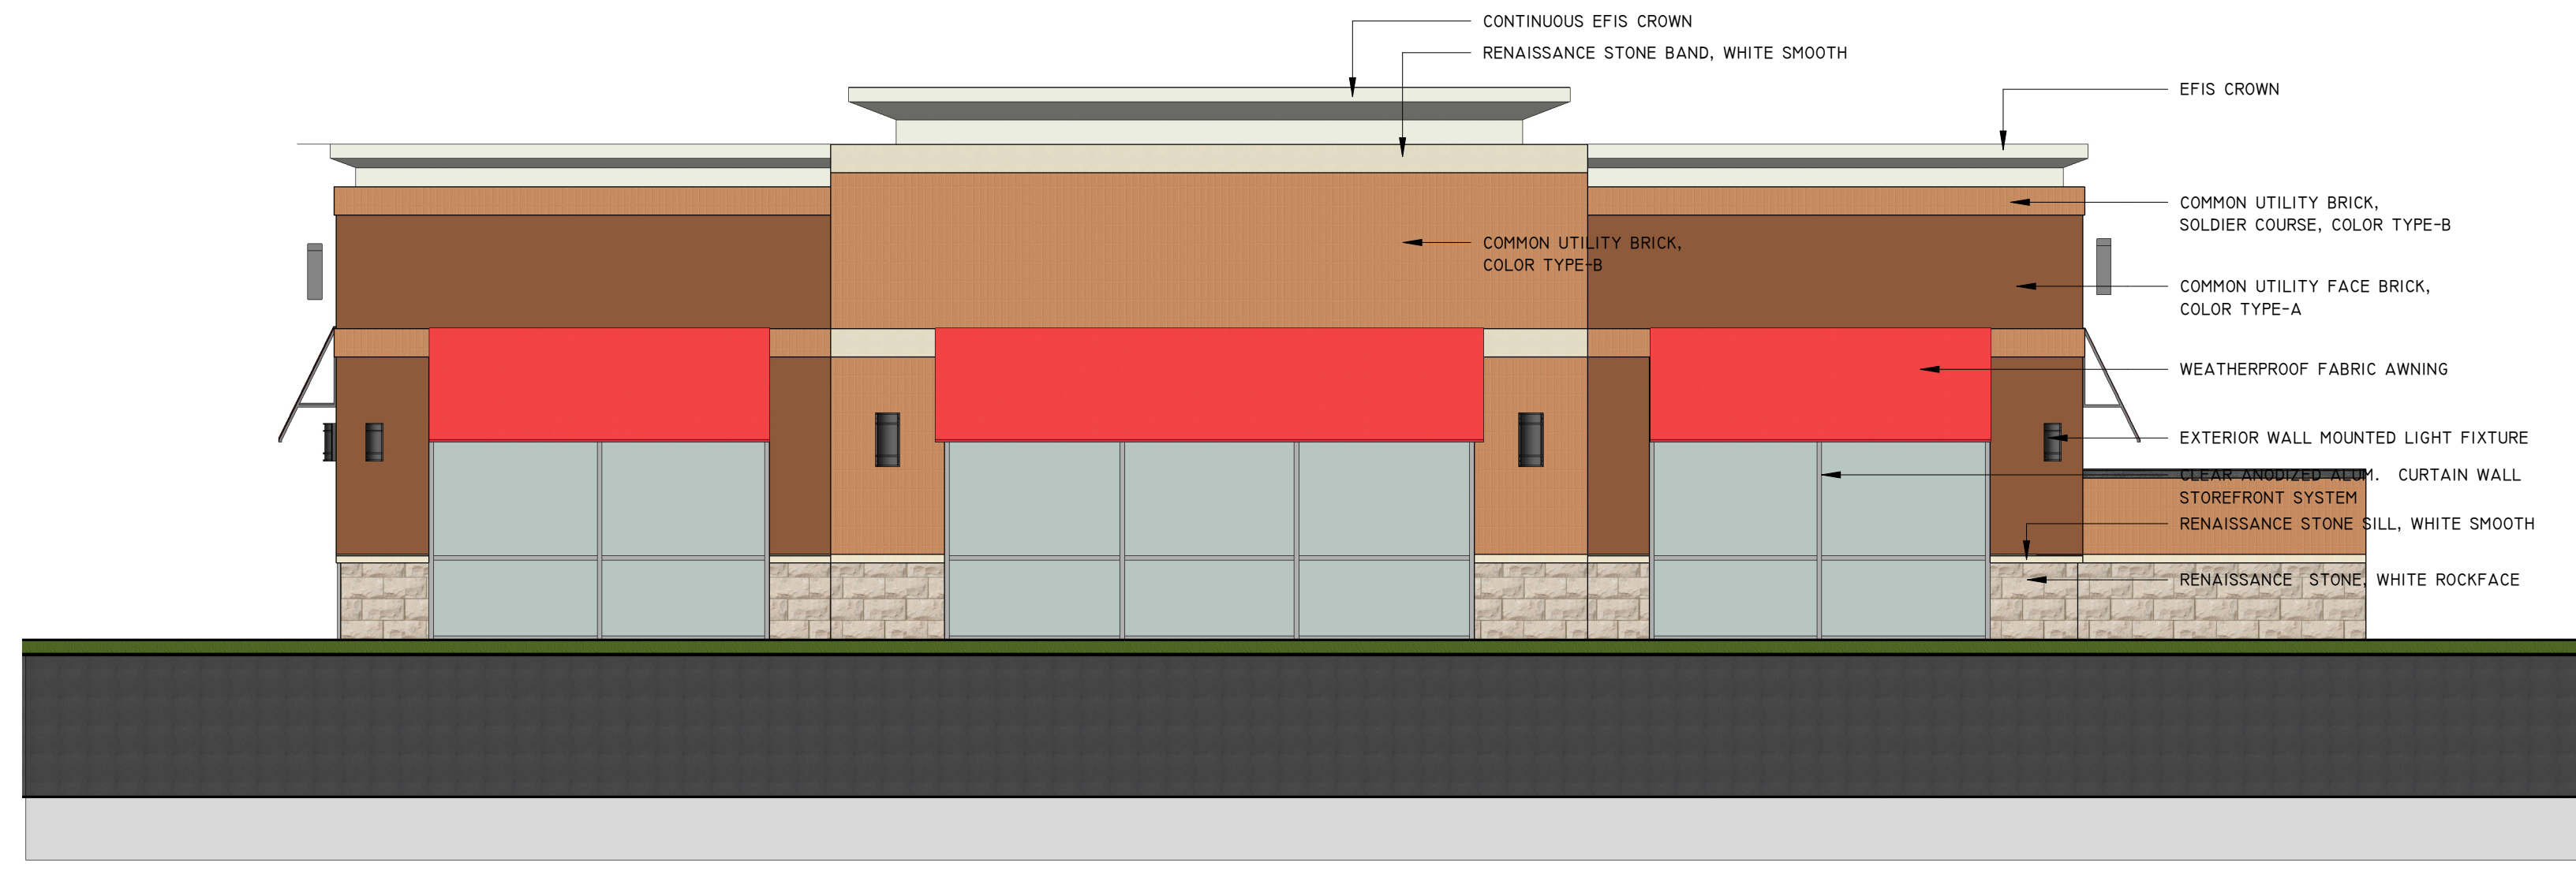 CONTINUOUS EFIS CROWN
RENAISSANCE STONE BAND, WHITE SMOOTH
EFIS CROWN
COMMON UTILITY BRICK,
SOLDIER COURSE, COLOR TYPE-B
COMMON UTILITY BRICK,
COLOR TYPE-B
COMMON UTILITY FACE BRICK,
COLOR TYPE-A
WEATHERPROOF FABRIC AWNING
EXTERIOR WALL MOUNTED LIGHT FIXTURE
CLEAR ANODIZED ALUM. CURTAIN WALL
STOREFRONT SYSTEM
RENAISSANCE STONE SILL, WHITE SMOOTH
RENAISSANCE STONE, WHITE ROCKFACE